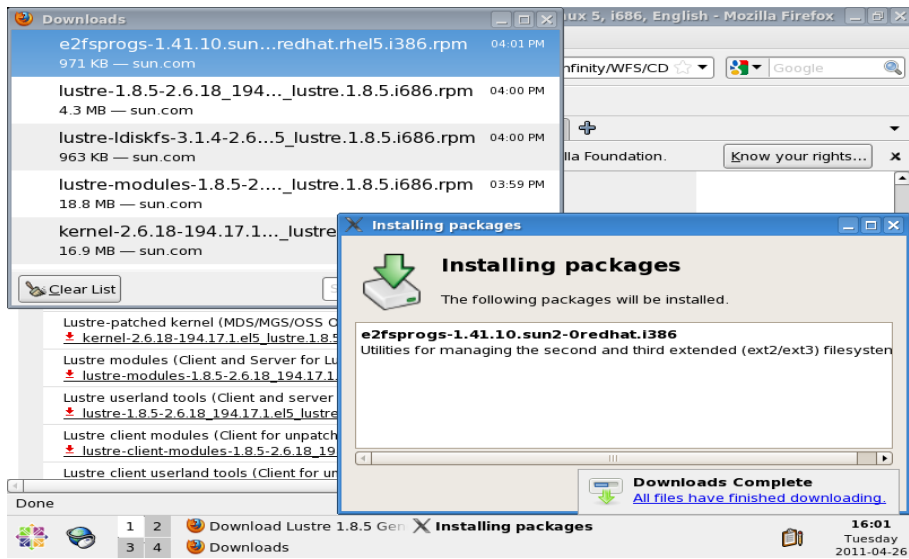 Downloads
ux 5, i686, English - Mozilla Firefox
e2fsprogs-1.41.10.sun...redhat.rhel5.i386.rpm 04:01 PM
971 KB — sun.com
lustre-1.8.5-2.6.18_194...._lustre.1.8.5.i686.rpm 04:00 PM
4.3 MB — sun.com
lustre-ldiskfs-3.1.4-2.6...5_lustre.1.8.5.i686.rpm 04:00 PM
963 KB — sun.com
lustre-modules-1.8.5-2...._lustre.1.8.5.i686.rpm 03:59 PM
18.8 MB — sun.com
kernel-2.6.18-194.17.1..._lustre
16.9 MB — sun.com
Clear List
S
nfinity/WFS/CD
Google
lla Foundation.
Know your rights...
Installing packages
Installing packages
The following packages will be installed.
e2fsprogs-1.41.10.sun2-0redhat.i386
Utilities for managing the second and third extended (ext2/ext3) filesystem
Lustre-patched kernel (MDS/MGS/OSS O
kernel-2.6.18-194.17.1.el5_lustre.1.8.5
Lustre modules (Client and Server for Lu
lustre-modules-1.8.5-2.6.18_194.17.1.
Lustre userland tools (Client and server
lustre-1.8.5-2.6.18_194.17.1.el5_lustre
Lustre client modules (Client for unpatch
lustre-client-modules-1.8.5-2.6.18_19
Lustre client userland tools (Client for un
Downloads Complete
All files have finished downloading.
Done
1 2
3 4
Download Lustre 1.8.5 Gen
Downloads
Installing packages
16:01
Tuesday
2011-04-26